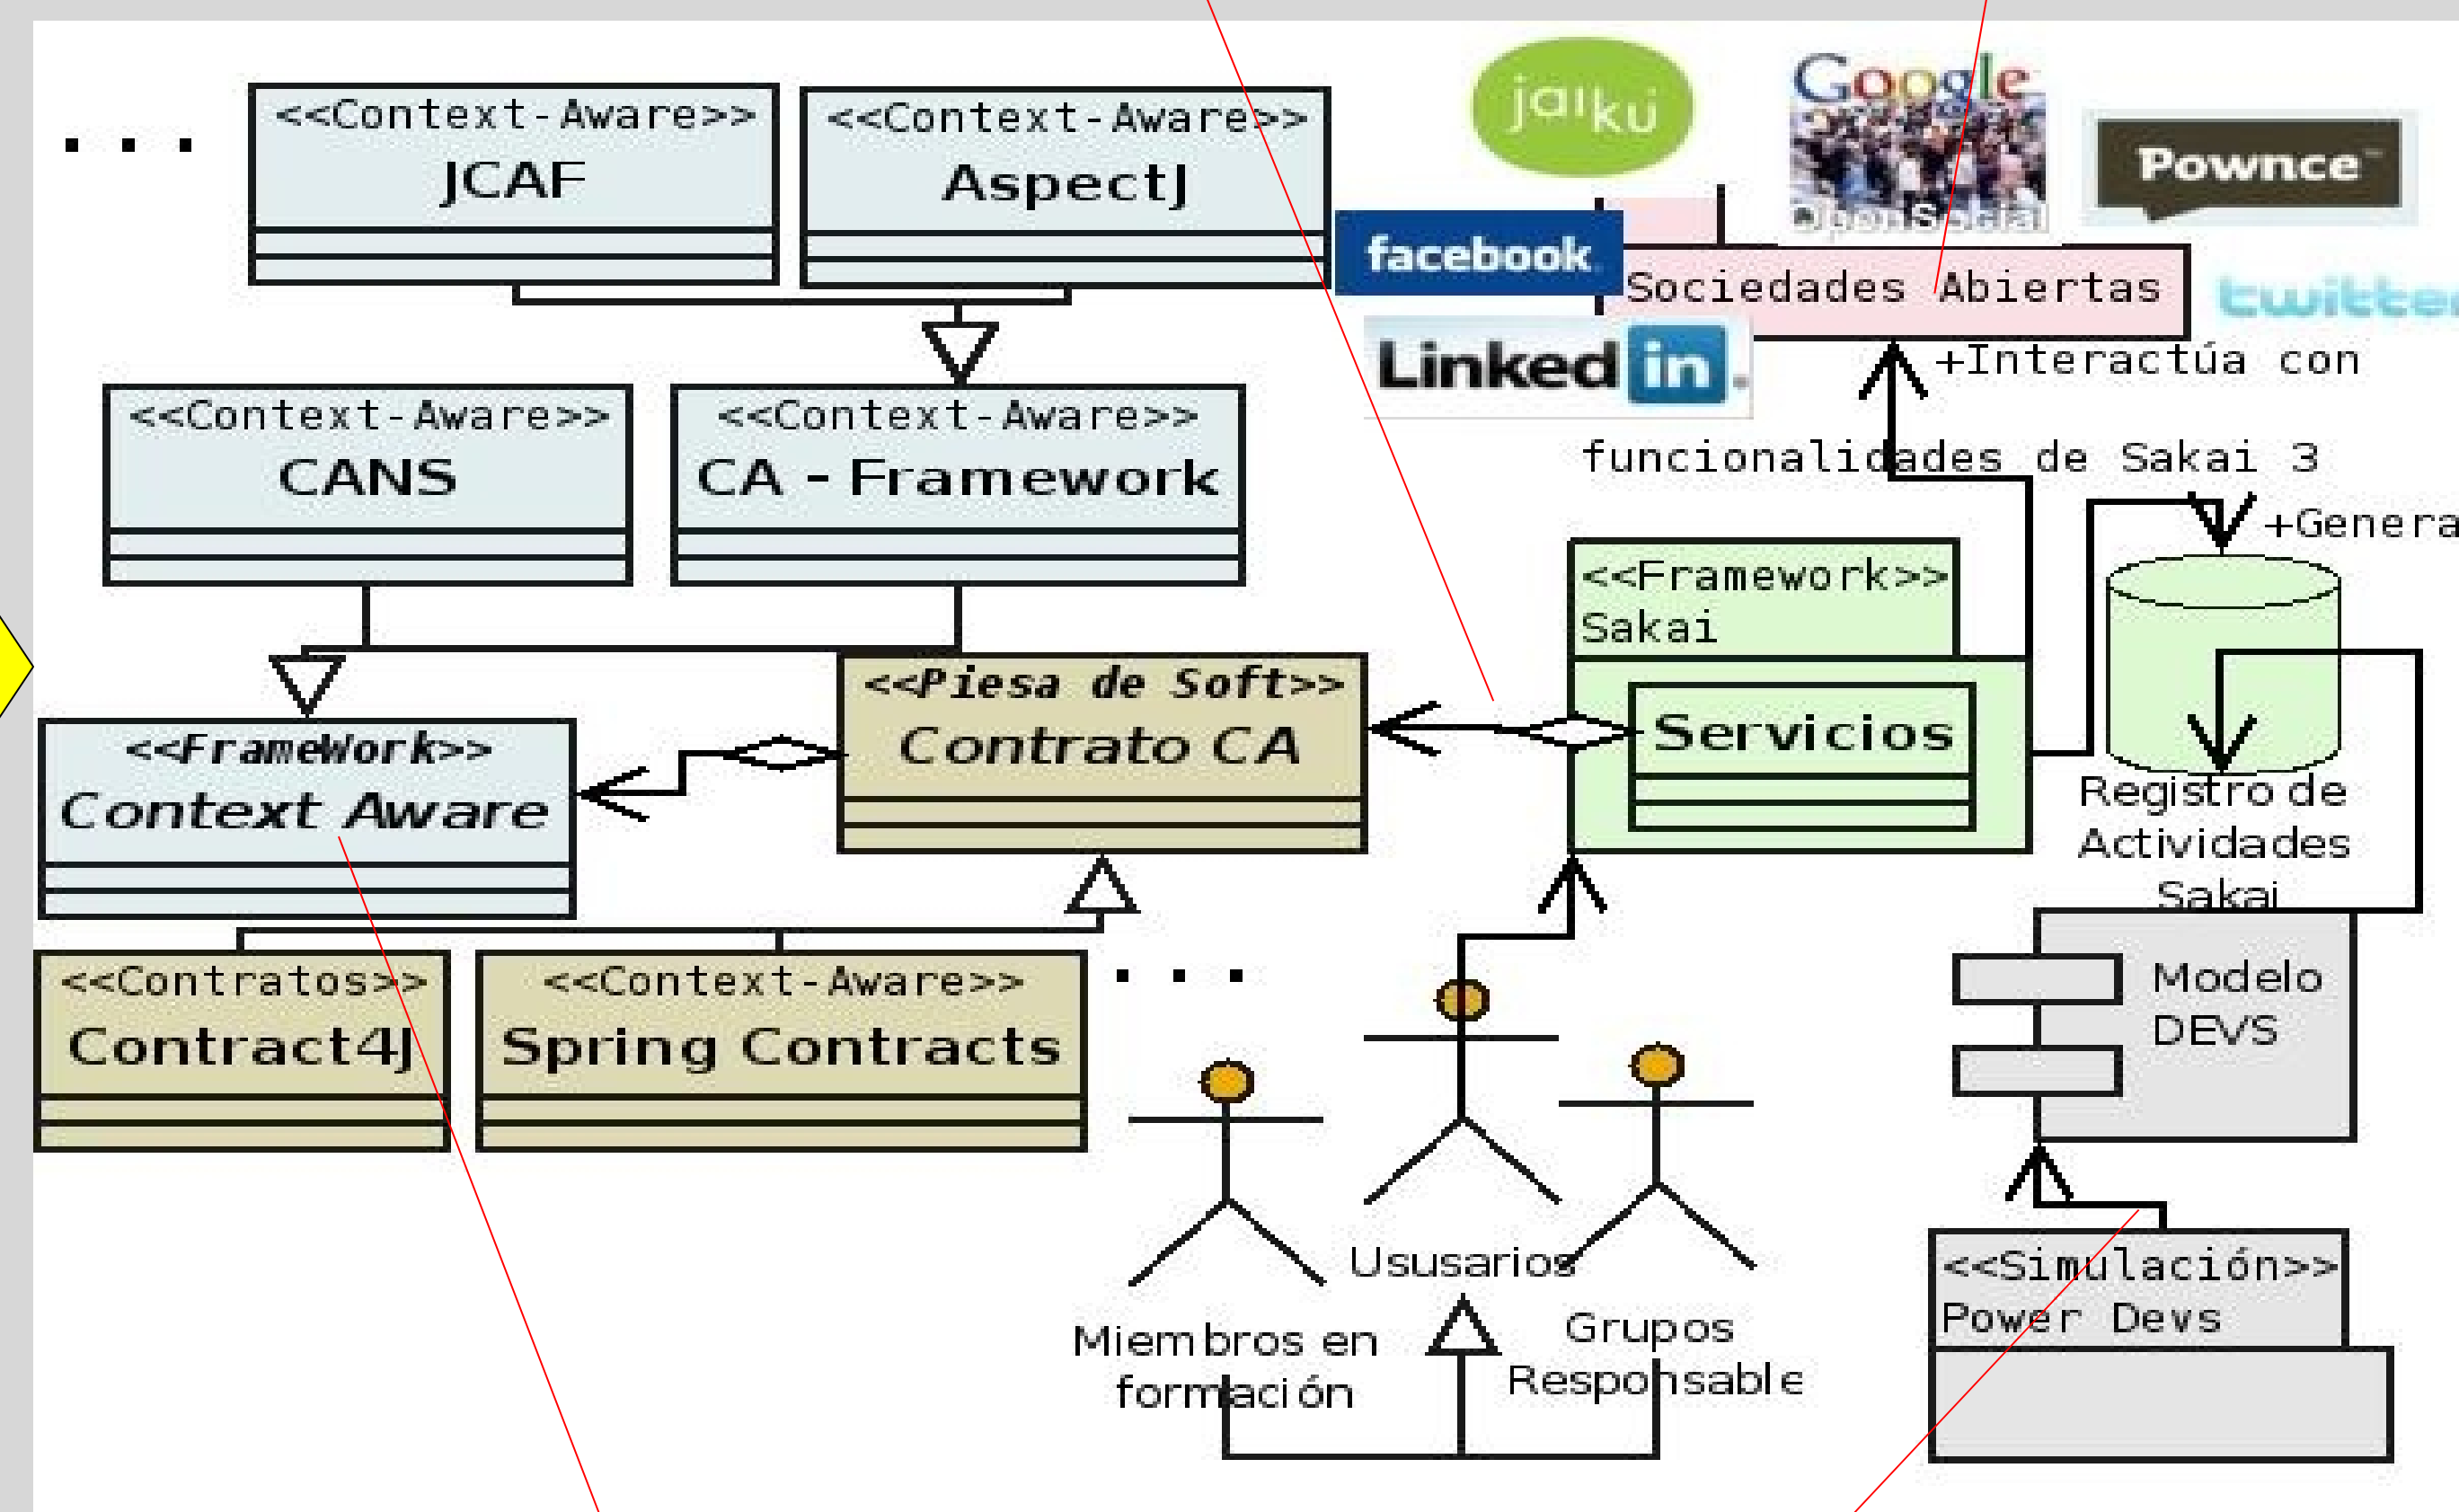 . . .
<<Context-Aware>>
JCAF
<<Context-Aware>>
AspectJ
jaiku
Google
OpenSocial
Pownce™
facebook
Sociedades Abiertas
twitter
Linked in.
+Interactúa con
<<Context-Aware>>
CANS
<<Context-Aware>>
CA - Framework
funcionalidades de Sakai 3
+Genera
<<Framework>>
Sakai
Servicios
<<Piesa de Soft>>
Contrato CA
<<FrameWork>>
Context Aware
Registro de
Actividades
Sakai
<<Contratos>>
Contract4J
<<Context-Aware>>
Spring Contracts
. . .
Modelo
DEVS
Ususarios
Miembros en
formación
Grupos
Responsable
<<Simulación>>
Power Devs